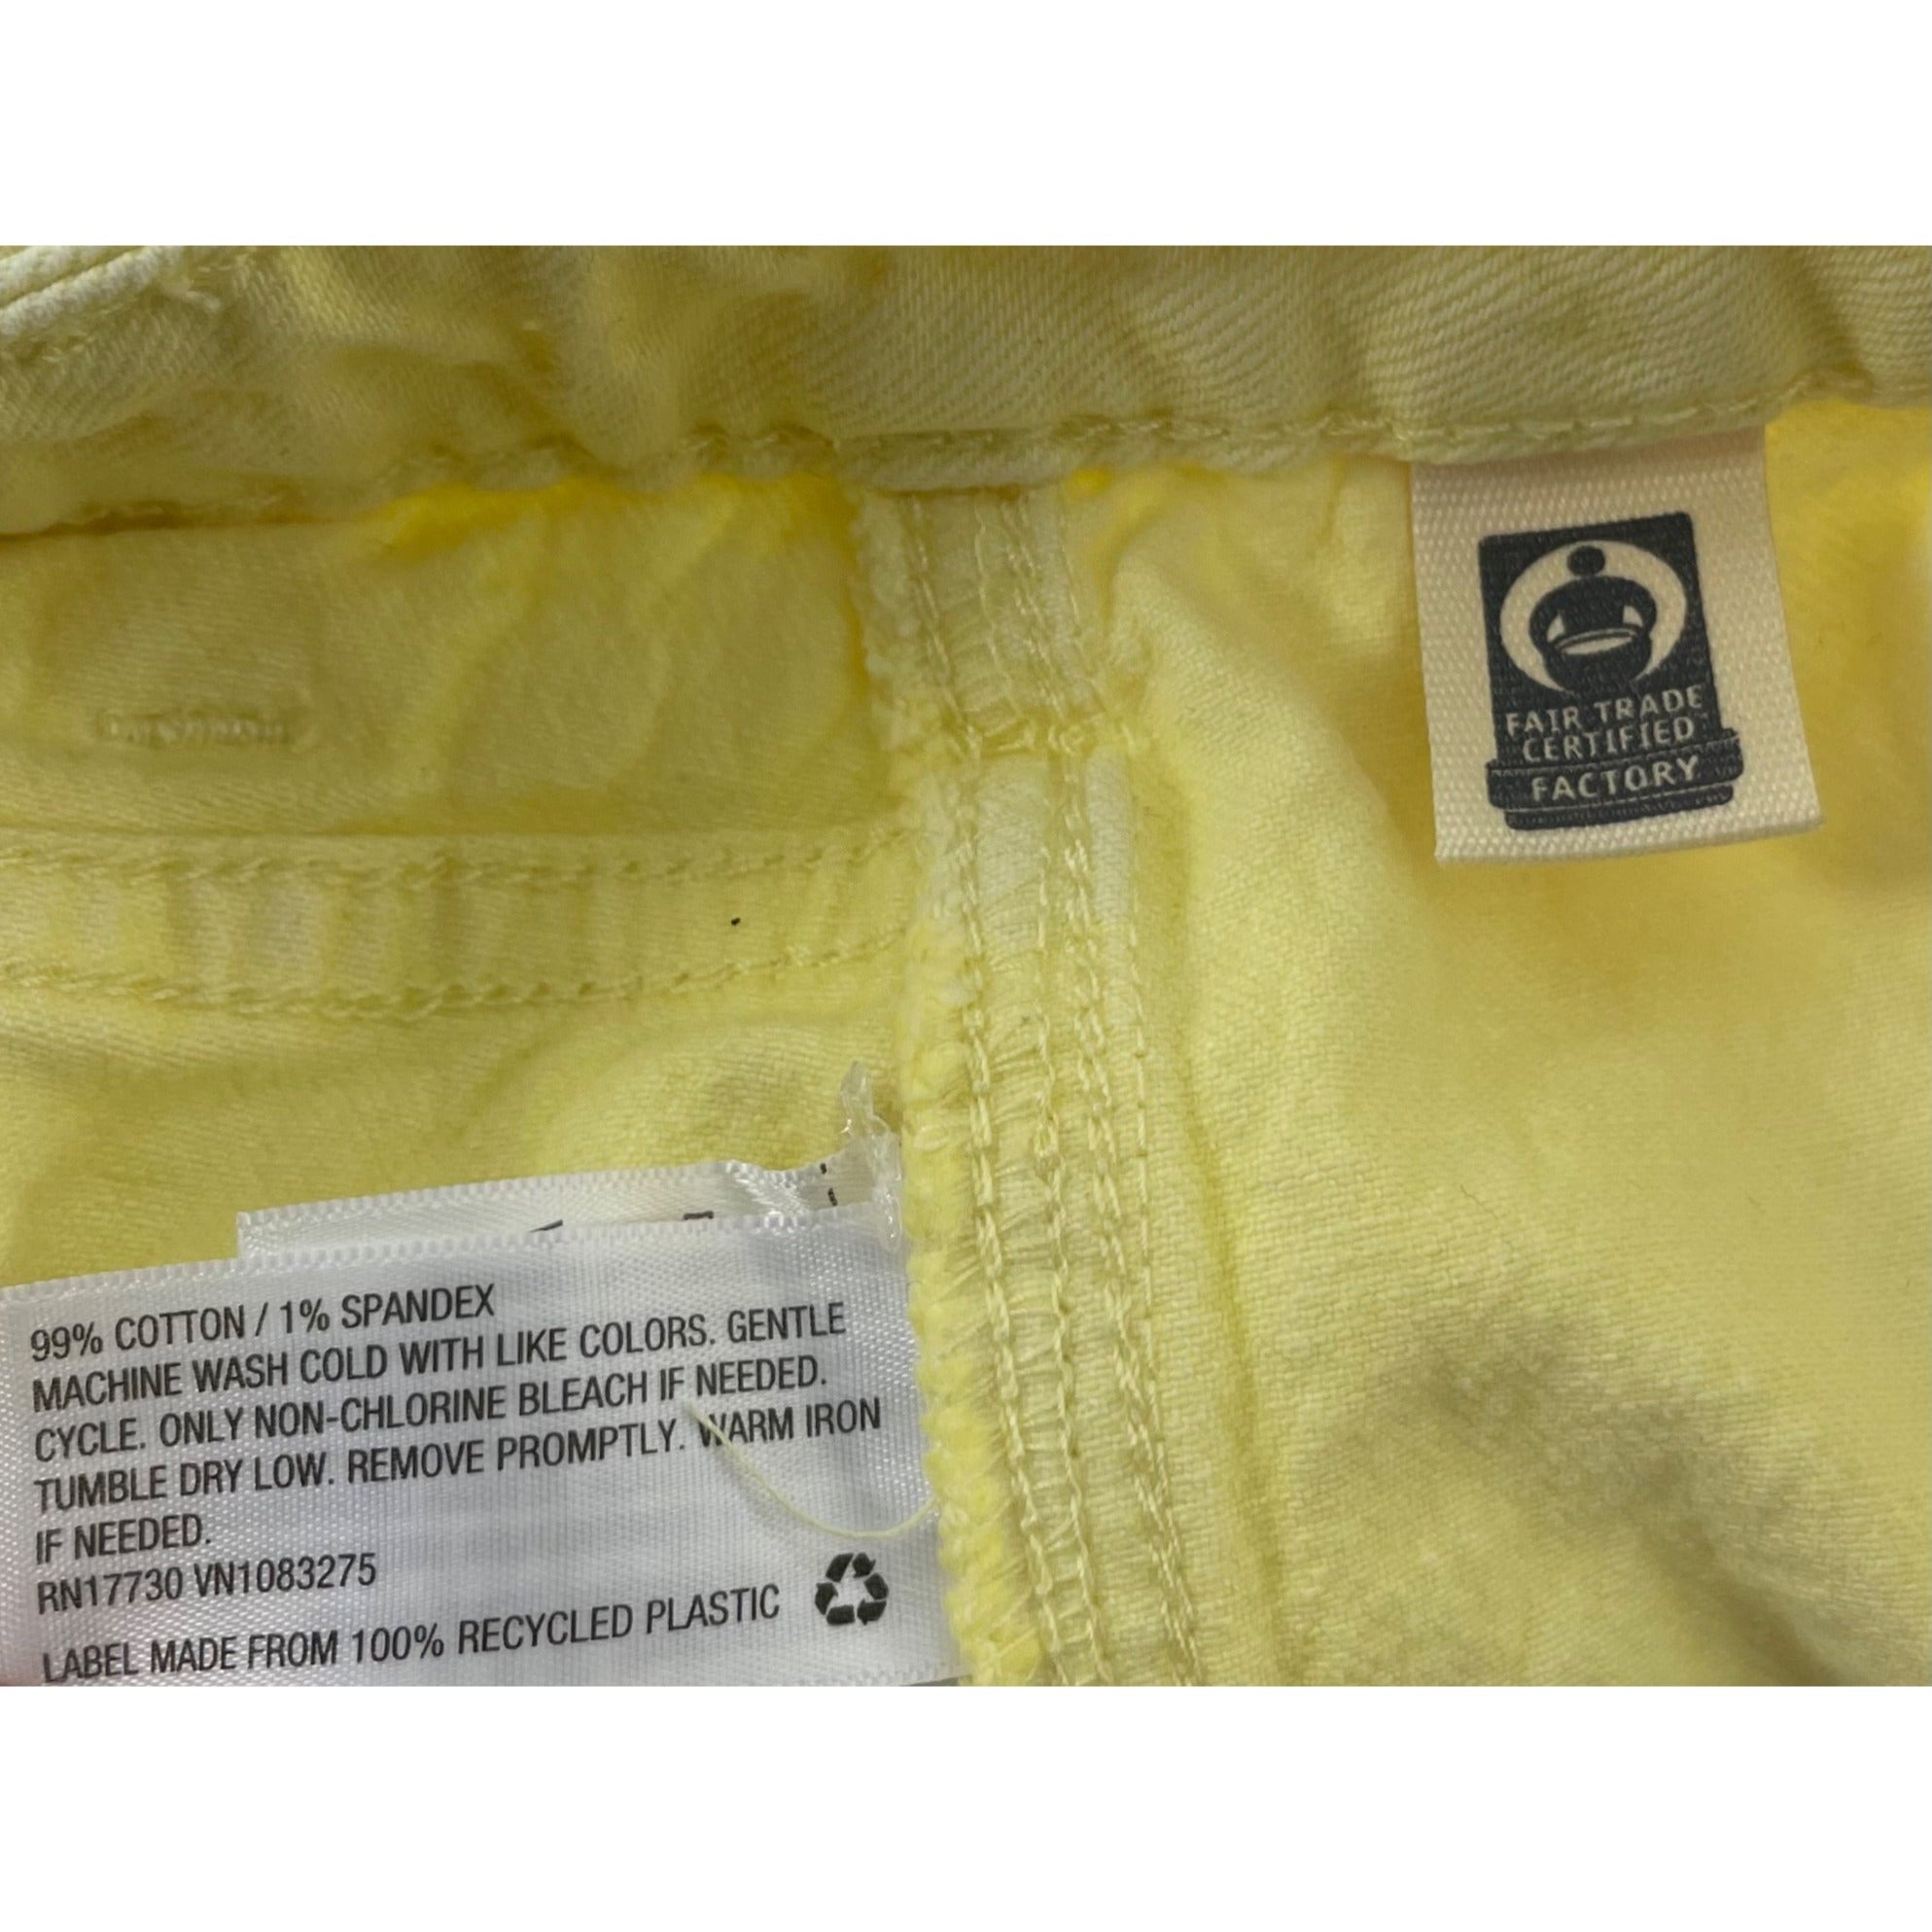 FAIR TRADE
CERTIFIED
FACTORY
99% COTTON / 1% SPANDEX
MACHINE WASH COLD WITH LIKE COLORS. GENTLE
CYCLE. ONLY NON-CHLORINE BLEACH IF NEEDED.
TUMBLE DRY LOW. REMOVE PROMPTLY. WARM IRON
IF NEEDED.
RN17730 VN1083275
LABEL MADE FROM 100% RECYCLED PLASTIC